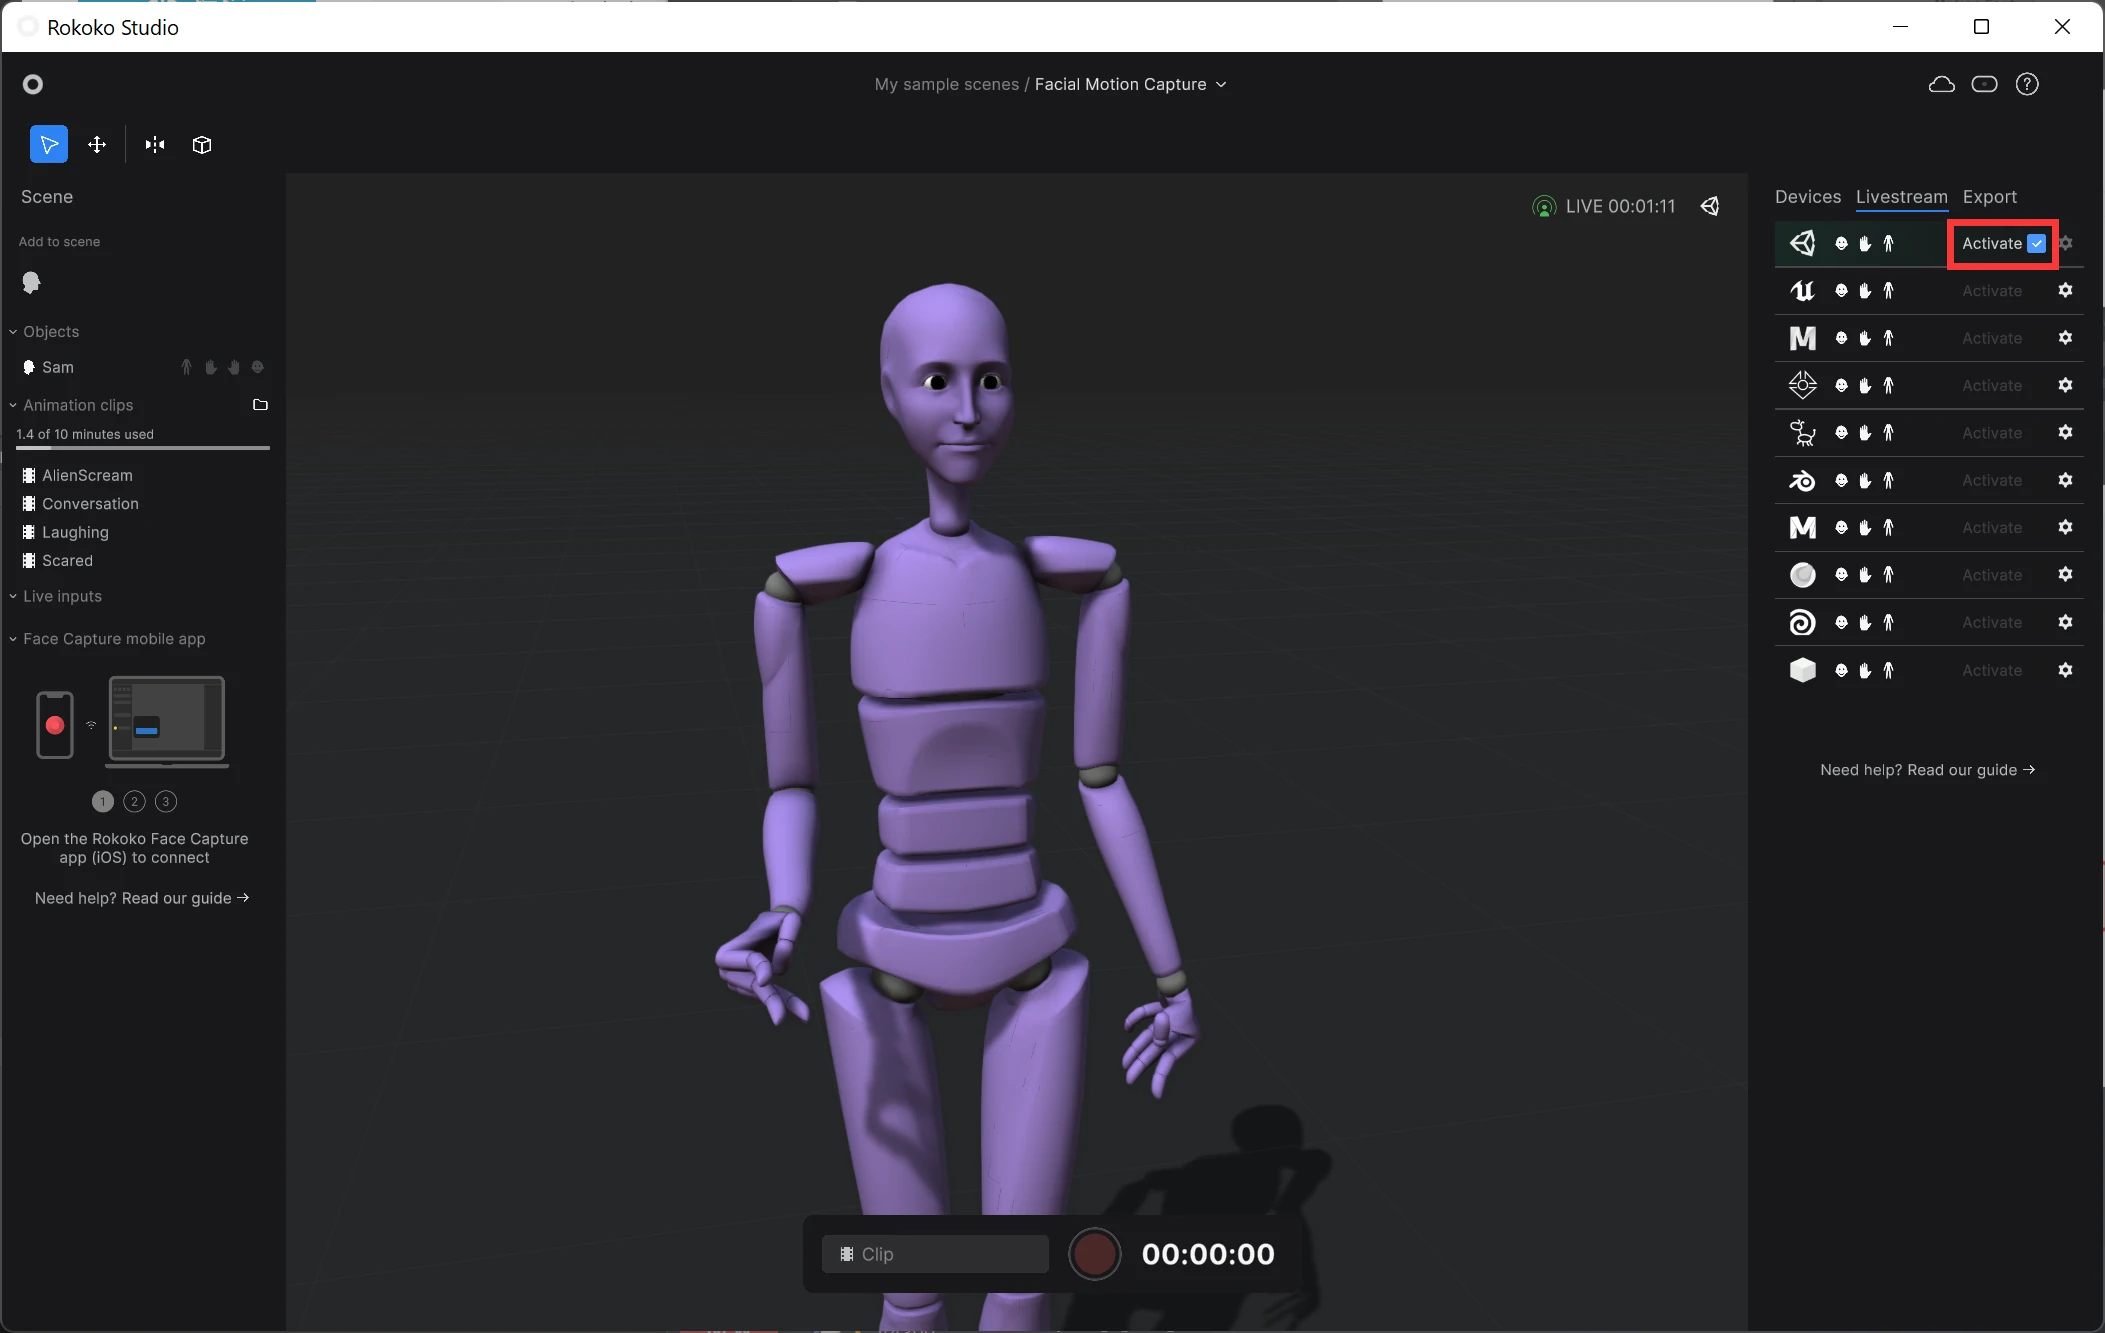 Rokoko Studio
My sample scenes / Facial Motion Capture
Scene
Add to scene
Objects
Sam
Animation clips
1.4 of 10 minutes used
AlienScream
Conversation
Laughing
Scared
Live inputs
Face Capture mobile app
1 2 3
Open the Rokoko Face Capture
app (iOS) to connect
Need help? Read our guide →
LIVE 00:01:11
Clip
00:00:00
Devices Livestream Export
Activate
Activate
Activate
Activate
Activate
Activate
Activate
Activate
Activate
Activate
Need help? Read our guide →